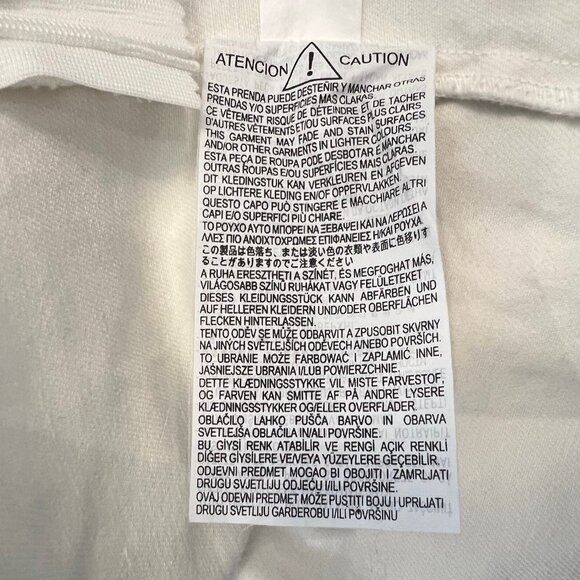 ATENCION ! CAUTION
ESTA PRENDA PUEDE DESTEÑIR Y MANCHAR OTRAS
PRENDAS Y/O SUPERFICIES MAS CLARAS.
CE VÊTEMENT RISQUE DE DÉTEINDRE ET DE TACHER
D'AUTRES VÊTEMENTS ET/OU SURFACES PLUS CLAIRS
THIS GARMENT MAY FADE AND STAIN SURFACES
AND/OR OTHER GARMENTS IN LIGHTER COLOURS.
ESTA PEÇA DE ROUPA PODE DESBOTAR E MANCHAR
OUTRAS ROUPAS E/OU SUPERFÍCIES MAIS CLARAS.
DIT KLEDINGSTUK KAN VERKLEUREN EN AFGEVEN
OP LICHTERE KLEDING EN/OF OPPERVLAKKEN.
QUESTO CAPO PUÒ STINGERE E MACCHIARE ALTRI
CAPI E/O SUPERFICI PIÙ CHIARE.
ΤΟ ΡΟΥΧΟ ΑΥΤΟ ΜΠΟΡΕΙ ΝΑ ΞΕΒΑΨΕΙ ΚΑΙ ΝΑ ΛΕΡΩΣΕΙ Α
ΛΛΕΣ ΠΙΟ ΑΝΟΙΧΤΟΧΡΩΜΕΣ ΕΠΙΦΑΝΕΙΕΣ Η/ΚΑΙ ΡΟΥΧΑ.
この製品は色落ち、または淡い色の衣類や表面に色移りす
ることがありますのでご注意ください。
A RUHA ERESZTHETI A SZÍNÉT, ÉS MEGFOGHAT MÁS,
VILÁGOSABB SZÍNŰ RUHÁKAT VAGY FELÜLETEKET
DIESES KLEIDUNGSSTÜCK KANN ABFÄRBEN UND
AUF HELLEREN KLEIDERN UND/ODER OBERFLÄCHEN
FLECKEN HINTERLASSEN.
TENTO ODĚV SE MŮŽE ODBARVIT A ZPŮSOBIT SKVRNY
NA JINÝCH SVĚTLEJŠÍCH ODĚVECH A/NEBO POVRŠÍCH.
TO UBRANIE MOŻE FARBOWAĆ I ZAPLAMIĆ INNE,
JAŚNIEJSZE UBRANIA I/LUB POWIERZCHNIE.
DETTE KLÆDNINGSSTYKKE VIL MISTE FARVESTOF,
OG FARVEN KAN SMITTE AF PÅ ANDRE LYSERE
KLÆDNINGSSTYKKER OG/ELLER OVERFLADER.
OBLAČILO LAHKO PUŠČA BARVO IN OBARVA
SVETLEJŠA OBLAČILA IN/ALI POVRŠINE.
BU GİYSİ RENK ATABİLİR VE RENGİ AÇIK RENKLİ
DİĞER GİYSİLERE VE/VEYA YÜZEYLERE GEÇEBİLİR.
ODJEVNI PREDMET MOGAO BI OBOJITI I ZAMRLJATI
DRUGU SVJETLIJU ODJEĆU I/ILI POVRŠINE.
OVAJ ODEVNI PREDMET MOŽE PUSTITI BOJU I UPRLJATI
DRUGU SVETLIJU GARDEROBU I/ILI POVRŠINU